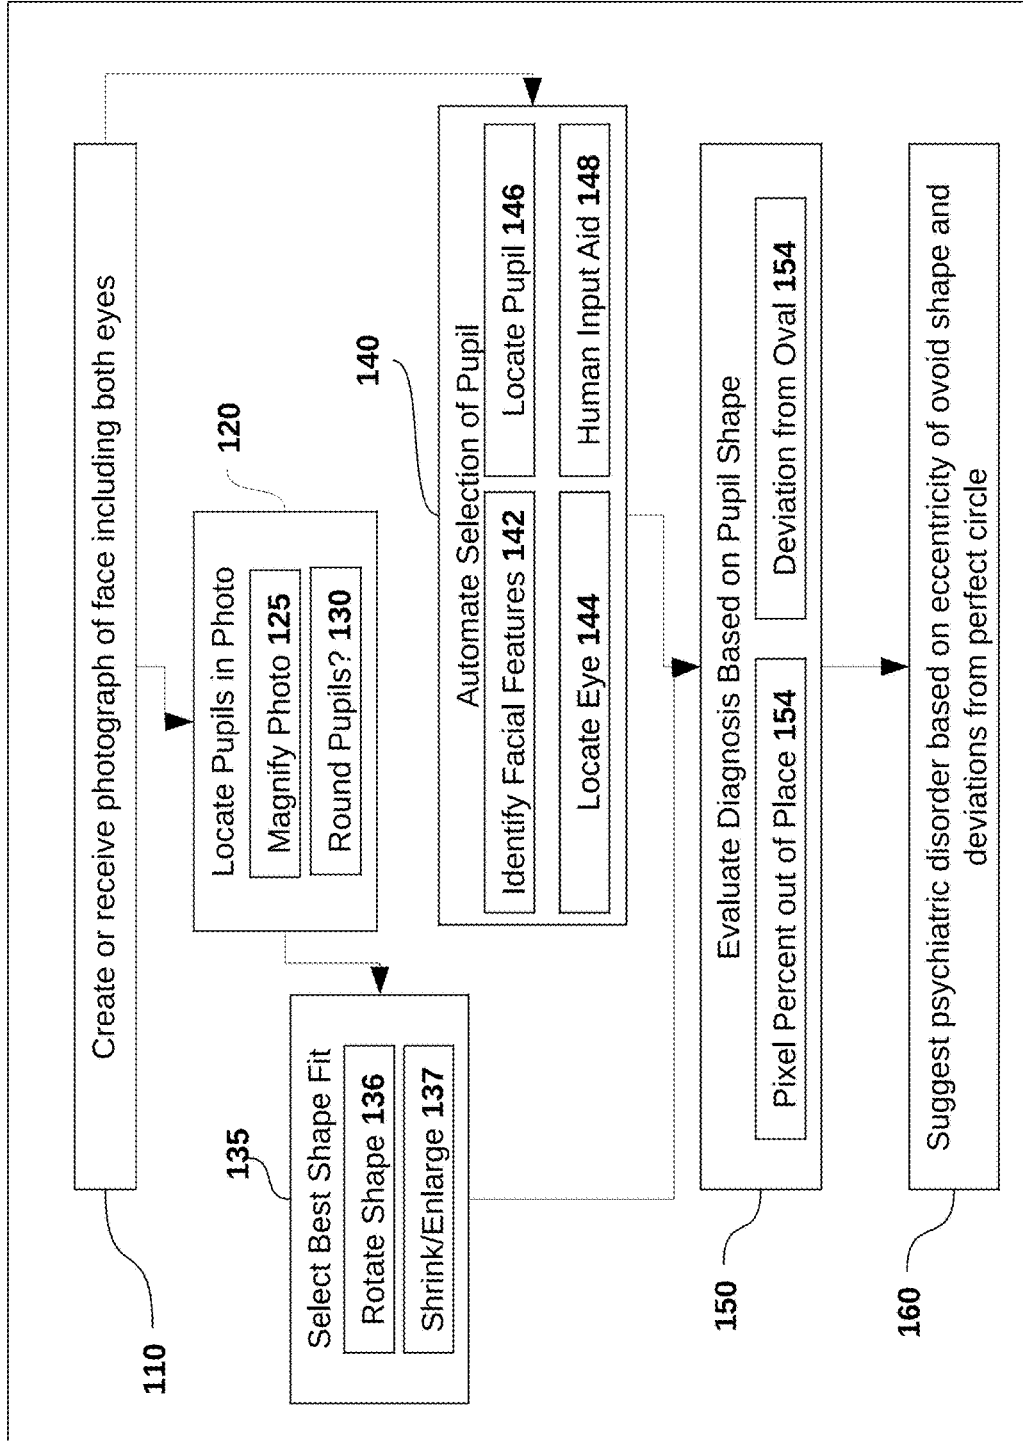 Create or receive photograph of face including both eyes
110
Locate Pupils in Photo
120
Magnify Photo 125
Round Pupils? 130
Select Best Shape Fit
135
Rotate Shape 136
Shrink/Enlarge 137
140
Automate Selection of Pupil
Identify Facial Features 142
Locate Pupil 146
Locate Eye 144
Human Input Aid 148
150
Evaluate Diagnosis Based on Pupil Shape
Pixel Percent out of Place 154
Deviation from Oval 154
160
Suggest psychiatric disorder based on eccentricity of ovoid shape and
deviations from perfect circle